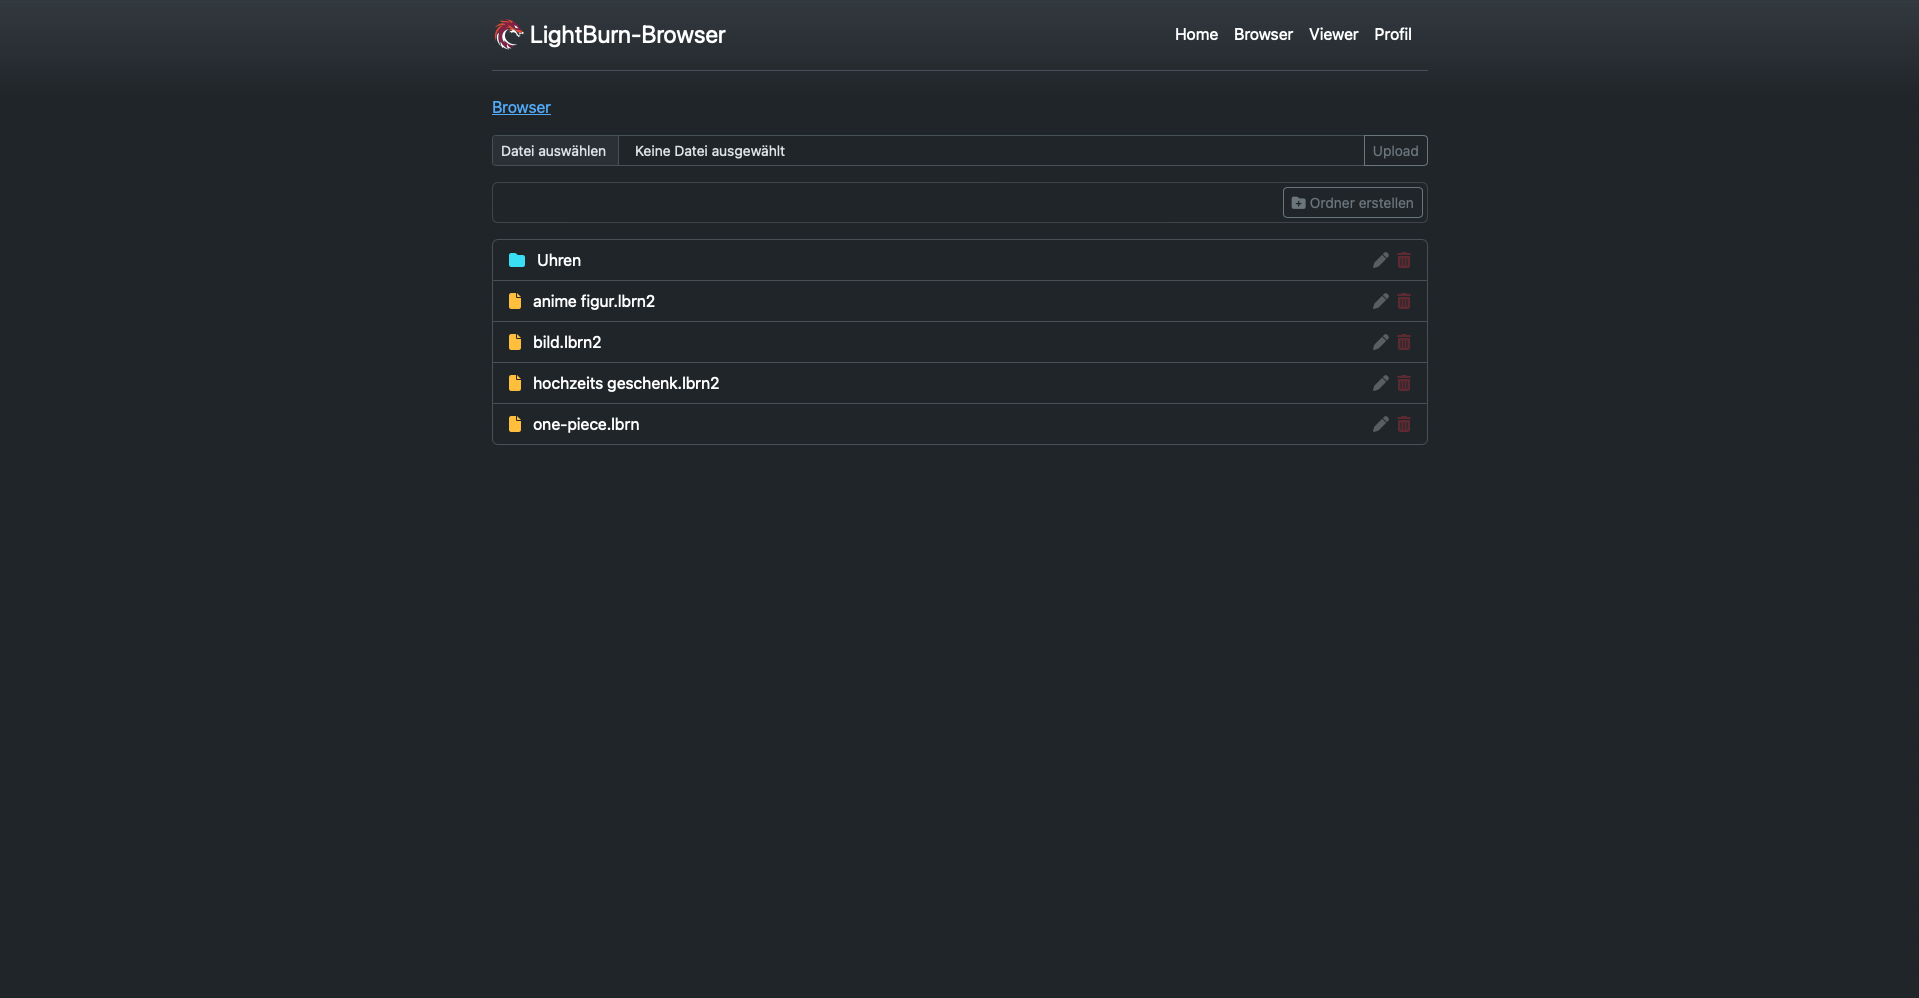 LightBurn-Browser
Home Browser Viewer Profil
Browser
Datei auswählen Keine Datei ausgewählt Upload
Ordner erstellen
Uhren
anime figur.lbrn2
bild.lbrn2
hochzeits geschenk.lbrn2
one-piece.lbrn